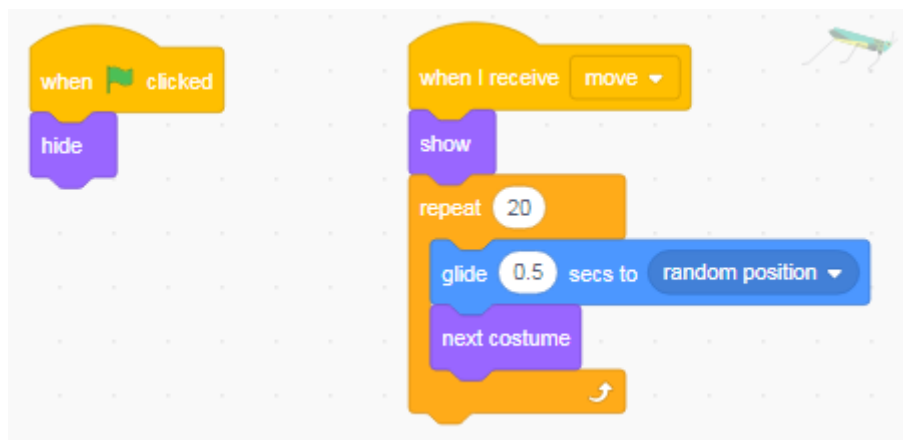 when clicked
hide
when I receive move
show
repeat 20
glide 0.5 secs to random position
next costume